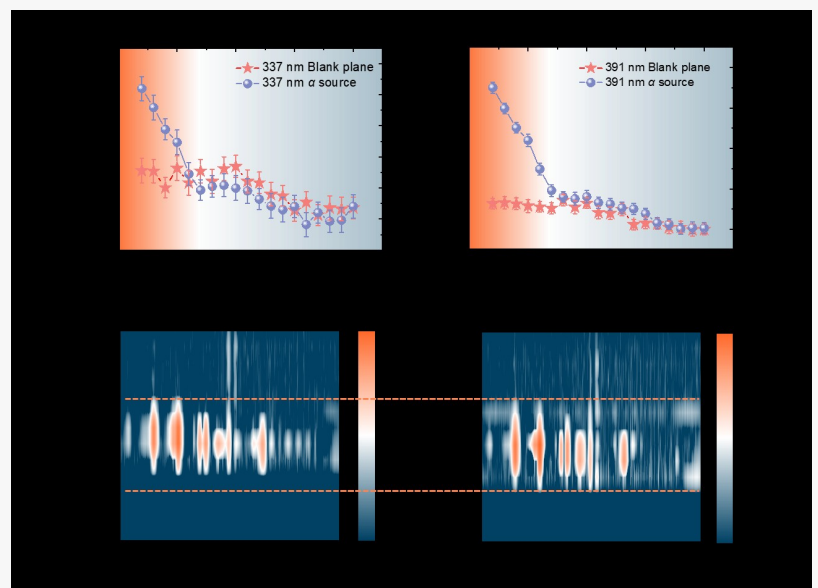 337 nm Blank plane
337 nm α source
391 nm Blank plane
391 nm α source